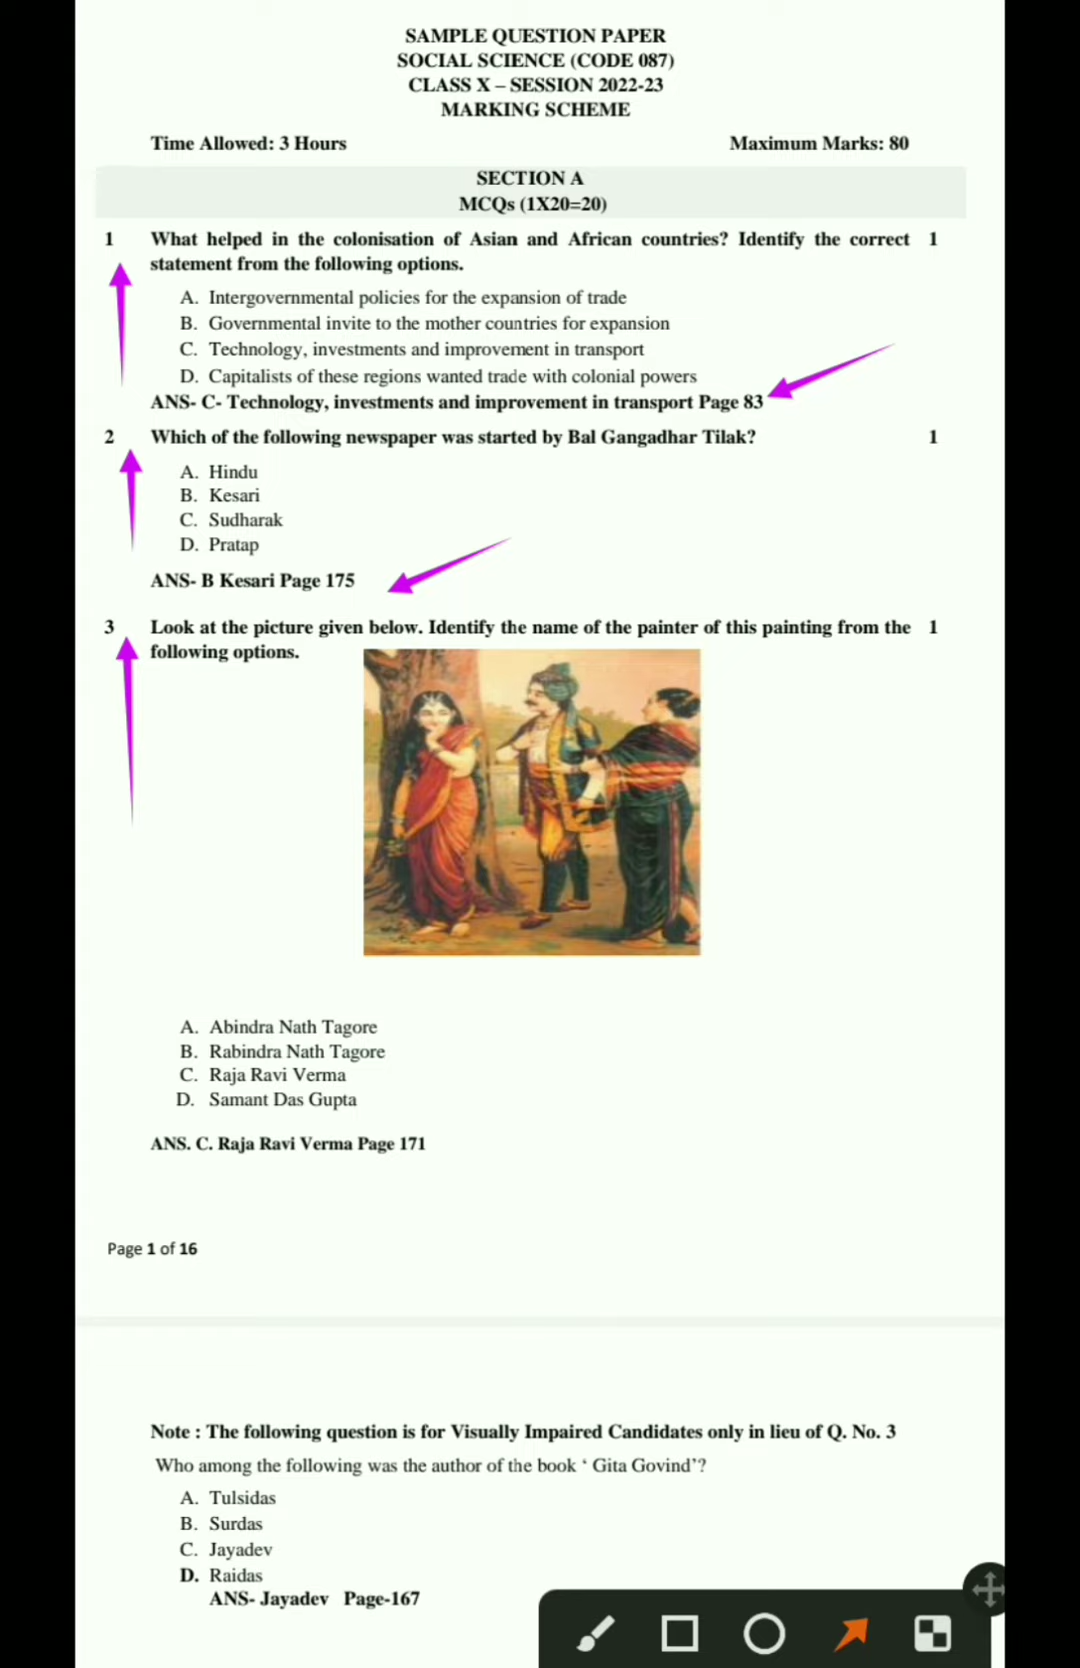 SAMPLE QUESTION PAPER
SOCIAL SCIENCE (CODE 087)
CLASS X – SESSION 2022-23
MARKING SCHEME
Time Allowed: 3 Hours Maximum Marks: 80
SECTION A
MCQs (1X20=20)
1 What helped in the colonisation of Asian and African countries? Identify the correct 1
statement from the following options.
A. Intergovernmental policies for the expansion of trade
B. Governmental invite to the mother countries for expansion
C. Technology, investments and improvement in transport
D. Capitalists of these regions wanted trade with colonial powers
ANS- C- Technology, investments and improvement in transport Page 83
2 Which of the following newspaper was started by Bal Gangadhar Tilak? 1
A. Hindu
B. Kesari
C. Sudharak
D. Pratap
ANS- B Kesari Page 175
3 Look at the picture given below. Identify the name of the painter of this painting from the 1
following options.
A. Abindra Nath Tagore
B. Rabindra Nath Tagore
C. Raja Ravi Verma
D. Samant Das Gupta
ANS. C. Raja Ravi Verma Page 171
Page 1 of 16
Note : The following question is for Visually Impaired Candidates only in lieu of Q. No. 3
Who among the following was the author of the book ‘ Gita Govind’?
A. Tulsidas
B. Surdas
C. Jayadev
D. Raidas
ANS- Jayadev Page-167